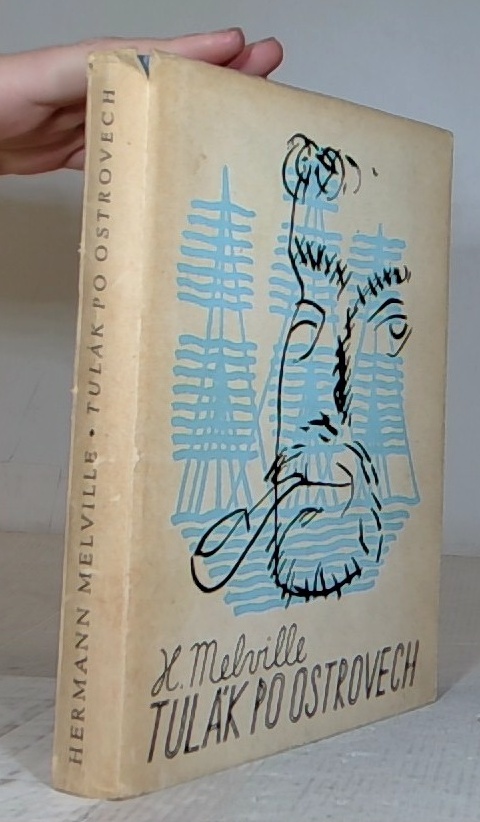 HERMANN MELVILLE • TULÁK PO OSTROVECH
H. Melville
TULÁK PO OSTROVECH